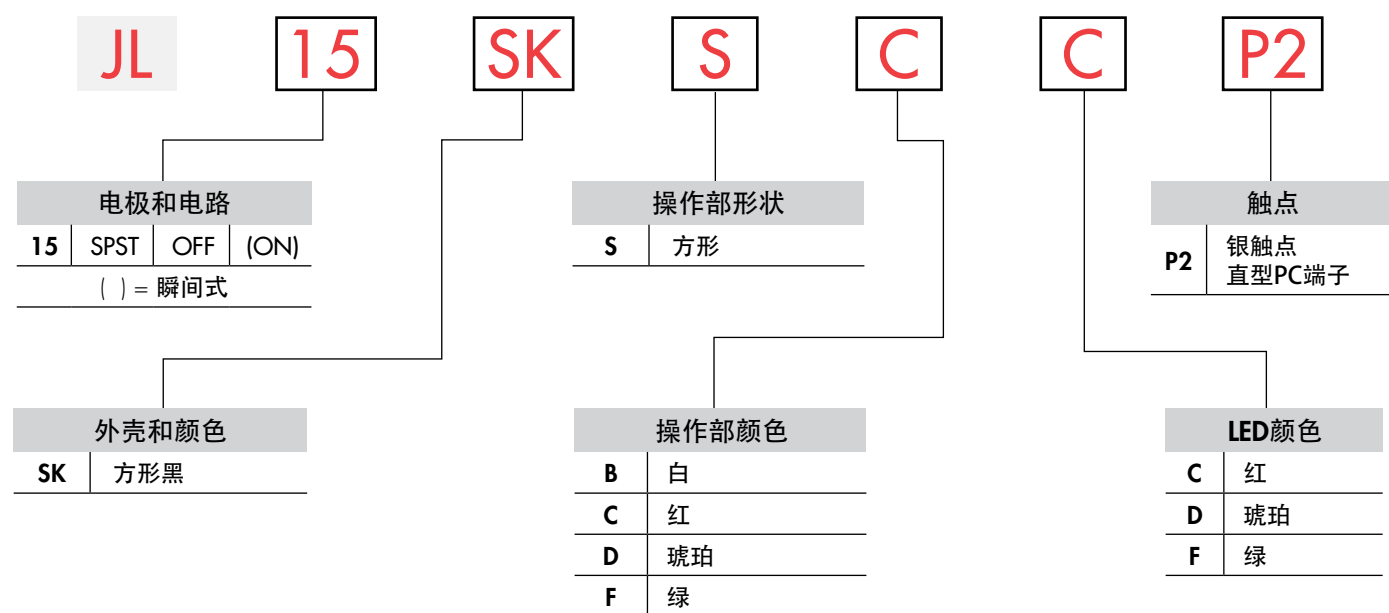 JL 15 SK S C C P2
电极和电路
15 SPST OFF (ON)
( ) = 瞬间式
操作部形状
S 方形
触点
P2 银触点
直型PC端子
外壳和颜色
SK 方形黑
操作部颜色
B 白
C 红
D 琥珀
F 绿
LED颜色
C 红
D 琥珀
F 绿